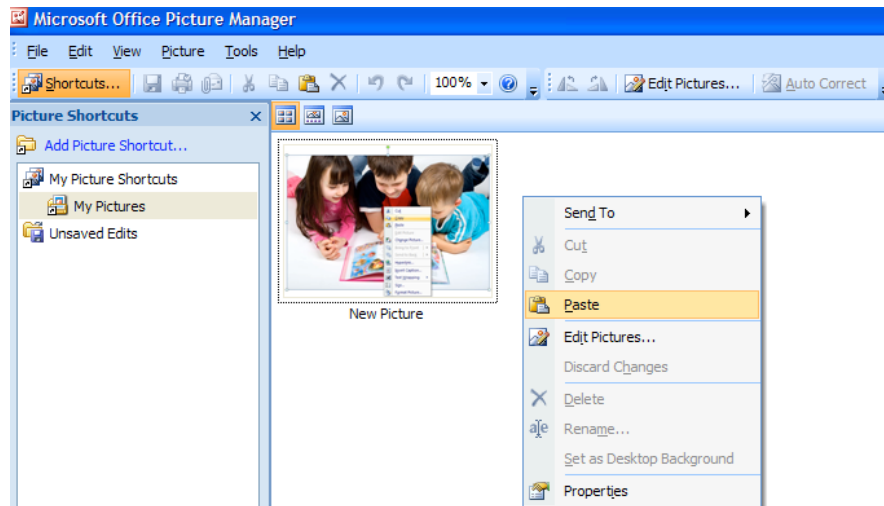 Microsoft Office Picture Manager
File Edit View Picture Tools Help
Shortcuts... 100% Edit Pictures... Auto Correct
Picture Shortcuts
Add Picture Shortcut...
My Picture Shortcuts
My Pictures
Unsaved Edits
New Picture
Send To
Cut
Copy
Paste
Edit Pictures...
Discard Changes
Delete
Rename...
Set as Desktop Background
Properties